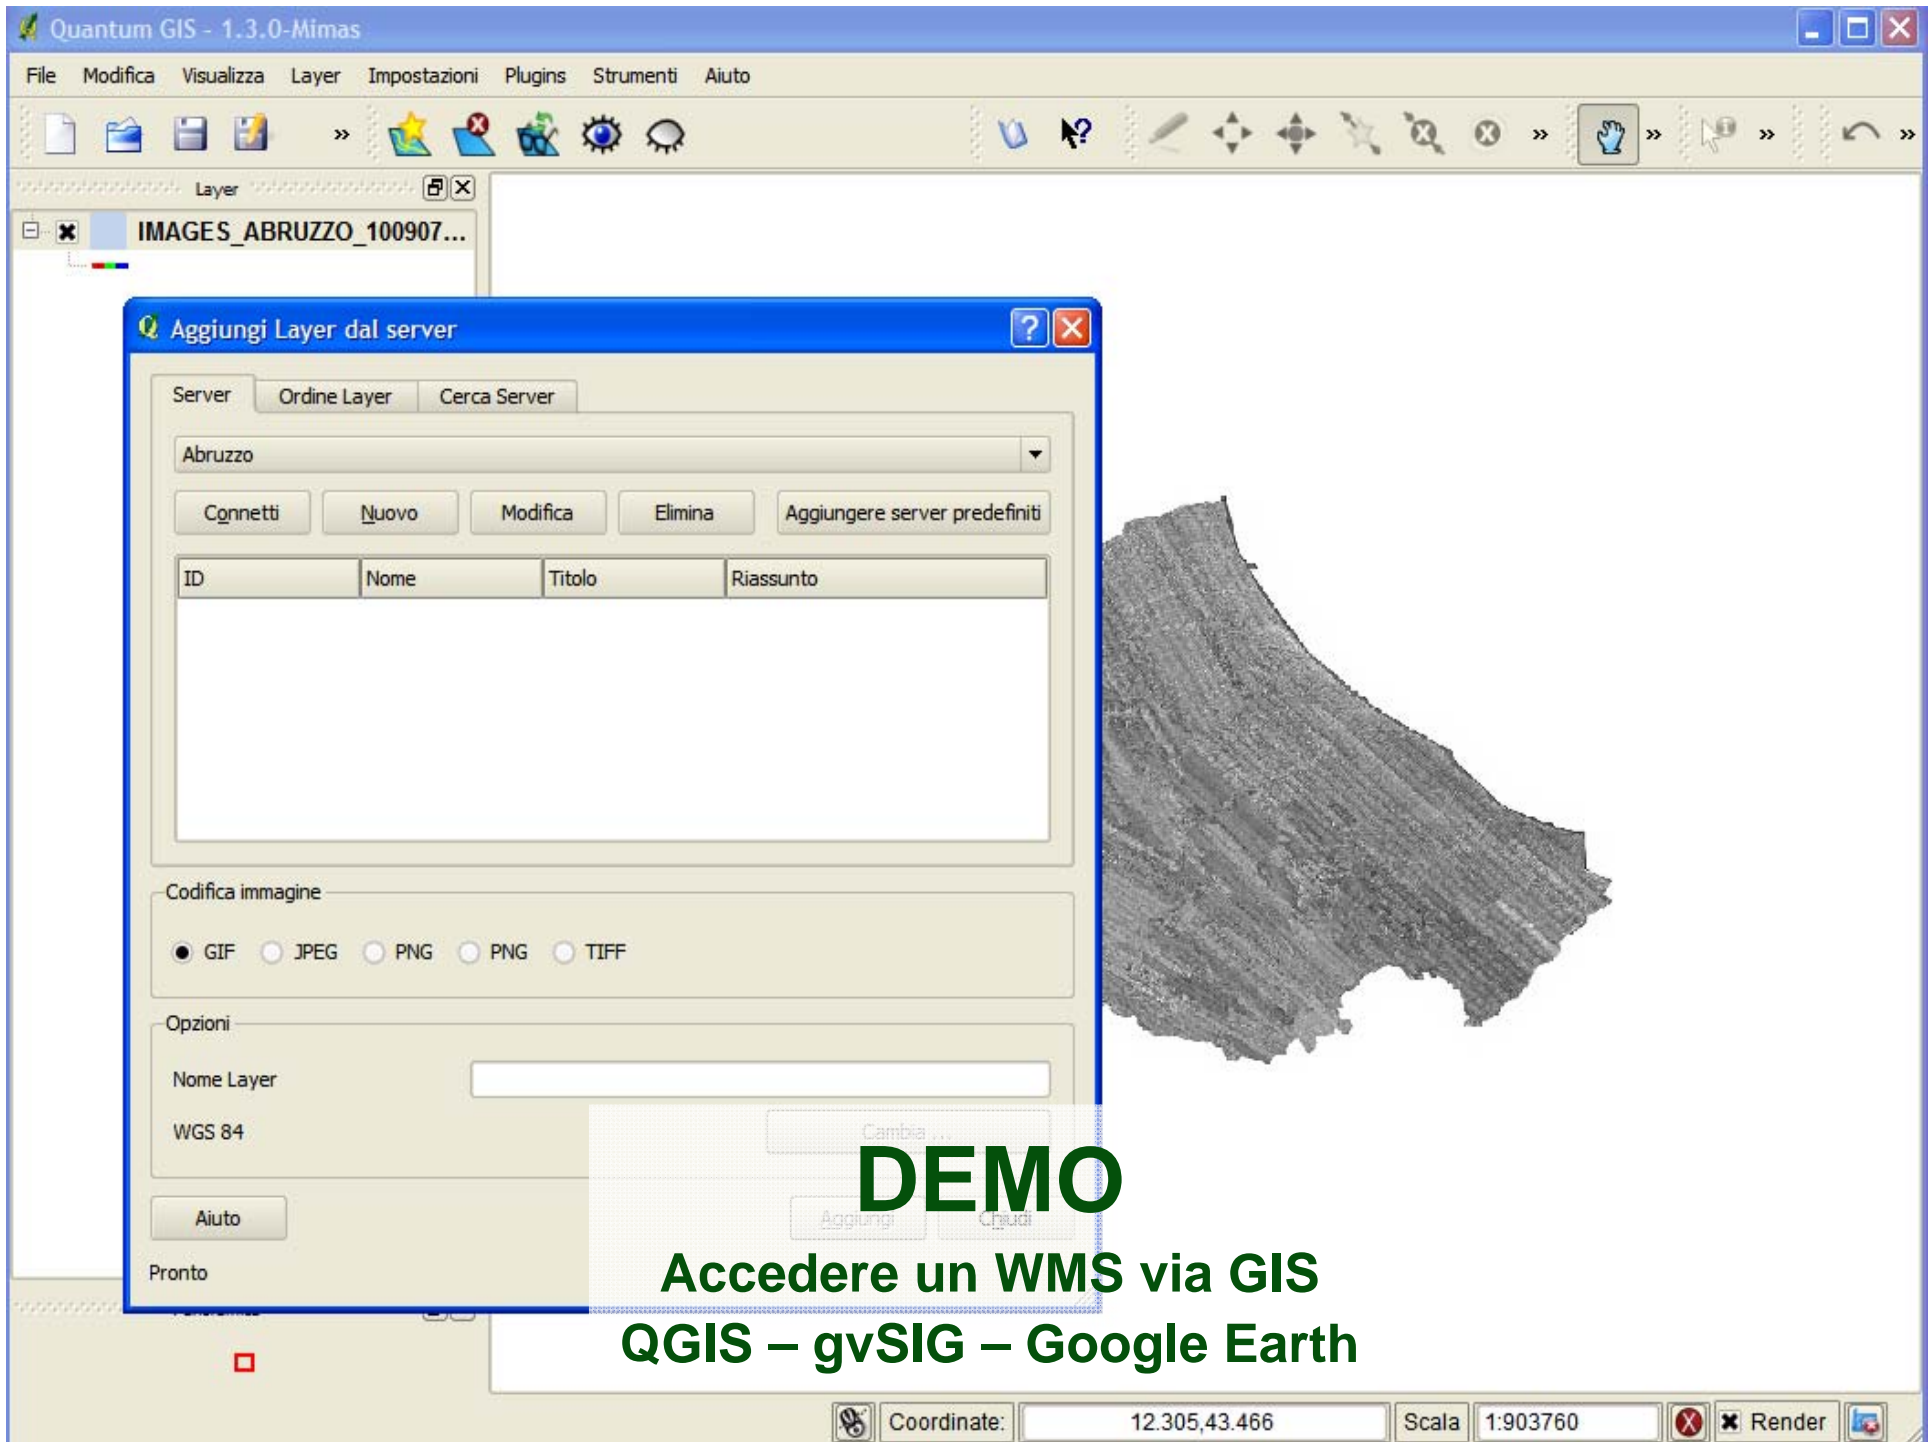 Quantum GIS - 1.3.0-Mimas
File Modifica Visualizza Layer Impostazioni Plugins Strumenti Aiuto
Layer
IMAGES_ABRUZZO_100907...
Aggiungi Layer dal server
Server Ordine Layer Cerca Server
Abruzzo
Connetti Nuovo Modifica Elimina Aggiungere server predefiniti
ID Nome Titolo Riassunto
Codifica immagine
GIF JPEG PNG PNG TIFF
Opzioni
Nome Layer
WGS 84 Cambia ...
DEMO
Aiuto Aggiungi Chiudi
Pronto
Accedere un WMS via GIS
QGIS – gvSIG – Google Earth
Coordinate: 12.305,43.466 Scala 1:903760 Render